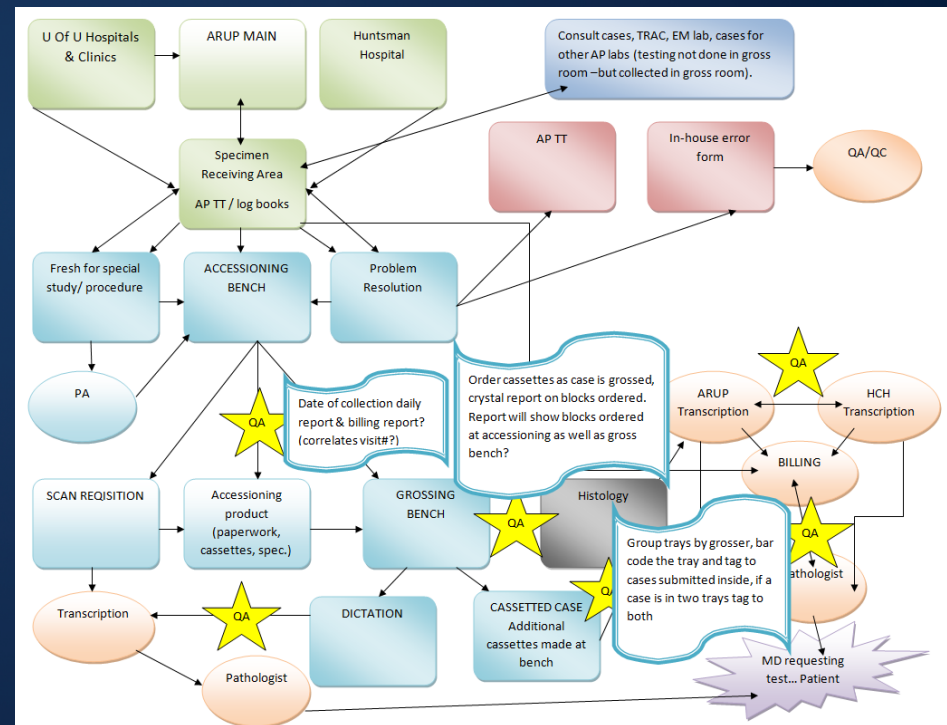 U Of U Hospitals
& Clinics
ARUP MAIN
Huntsman
Hospital
Consult cases, TRAC, EM lab, cases for
other AP labs (testing not done in gross
room –but collected in gross room).
Specimen
Receiving Area
AP TT / log books
AP TT
In-house error
form
QA/QC
Fresh for special
study/ procedure
ACCESSIONING
BENCH
Problem
Resolution
PA
QA
Date of collection daily
report & billing report?
(correlates visit#?)
Order cassettes as case is grossed,
crystal report on blocks ordered.
Report will show blocks ordered
at accessioning as well as gross
bench?
ARUP
Transcription
QA
HCH
Transcription
BILLING
SCAN REQISITION
Accessioning
product
(paperwork,
cassettes, spec.)
GROSSING
BENCH
QA
Histology
Group trays by grosser, bar
code the tray and tag to
cases submitted inside, if a
case is in two trays tag to
both
QA
athologist
Transcription
QA
DICTATION
CASSETTED CASE
Additional
cassettes made at
bench
QA
Pathologist
MD requesting
test... Patient